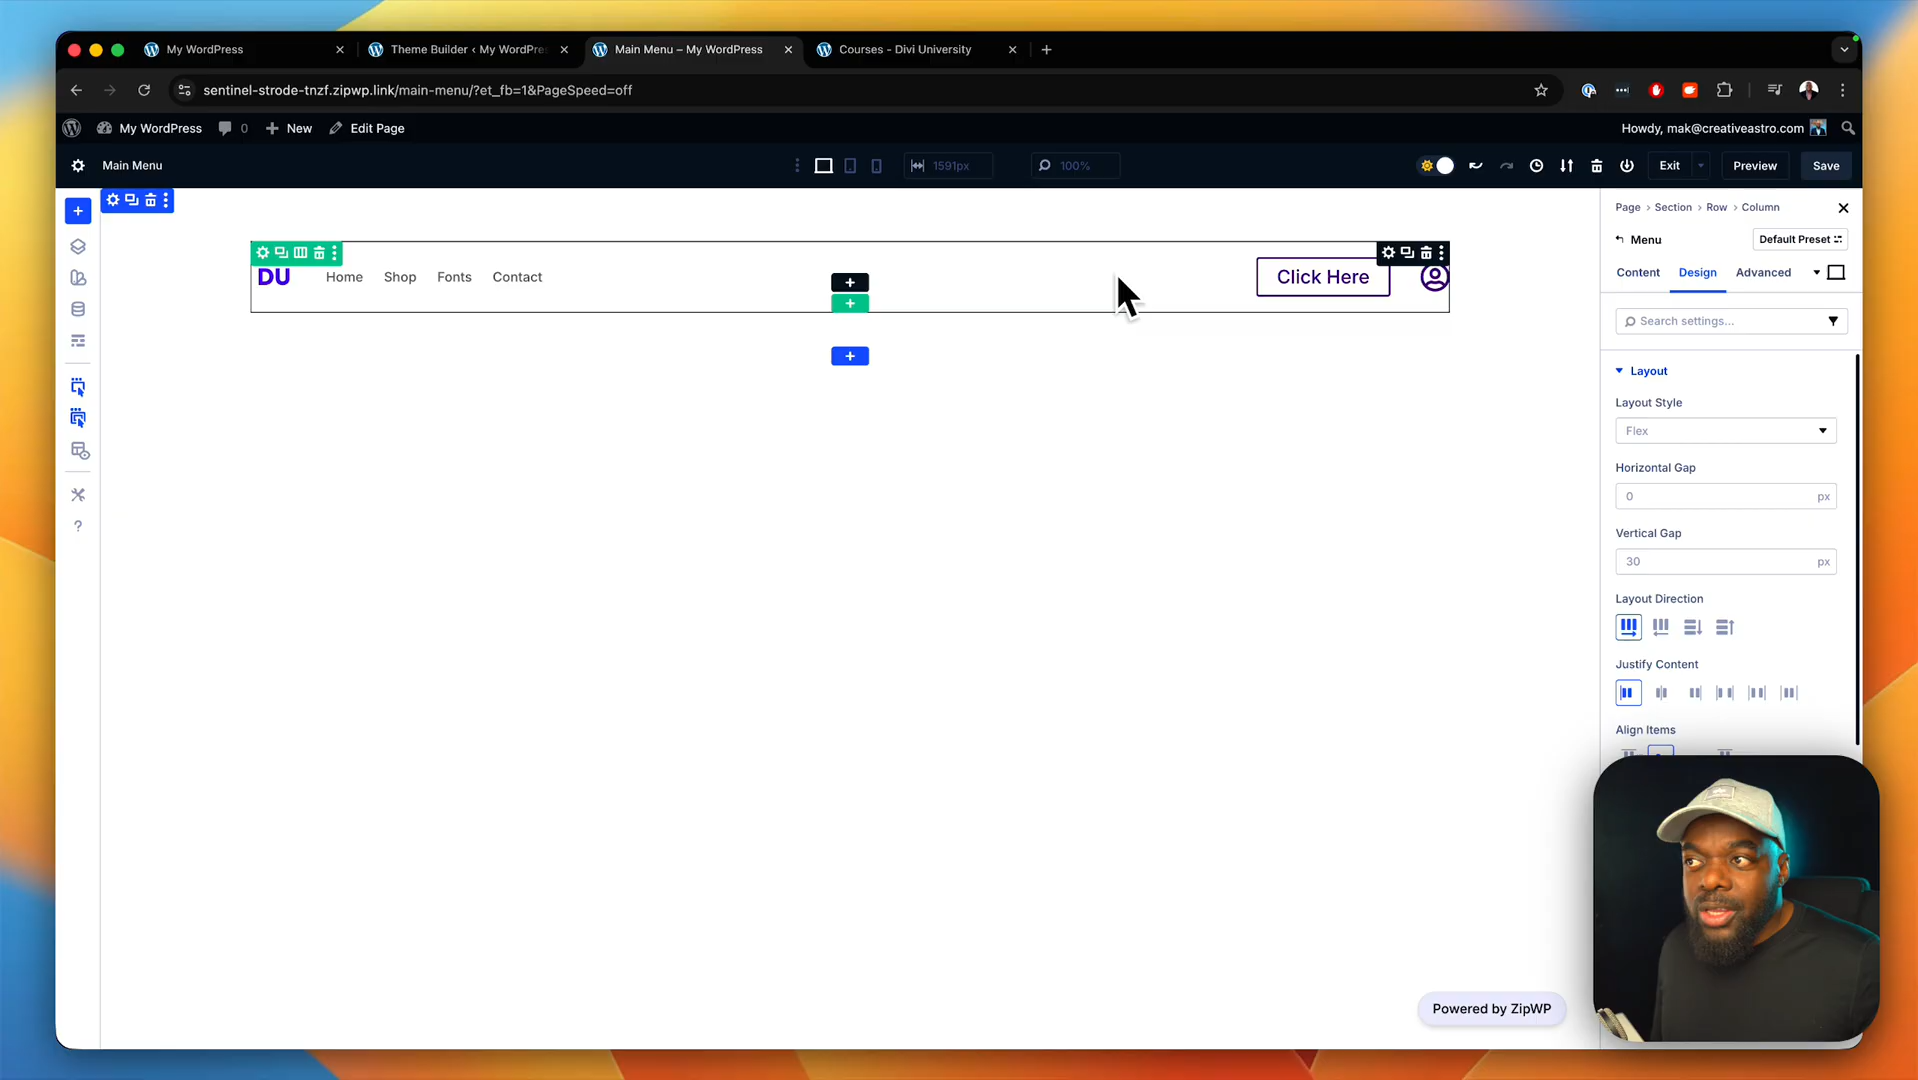 My WordPress
Theme Builder ‹ My WordPre
Main Menu – My WordPress
Courses - Divi University
sentinel-strode-tnzf.zipwp.link/main-menu/?et_fb=1&PageSpeed=off
My WordPress
0
New
Edit Page
Howdy, mak@creativeastro.com
Main Menu
1591px
100%
Exit
Preview
Save
Page › Section › Row › Column
Menu
Default Preset
Content
Design
Advanced
DU
Home
Shop
Fonts
Contact
Click Here
Search settings...
Layout
Layout Style
Flex
Horizontal Gap
0
px
Vertical Gap
30
px
Layout Direction
Justify Content
Align Items
Powered by ZipWP